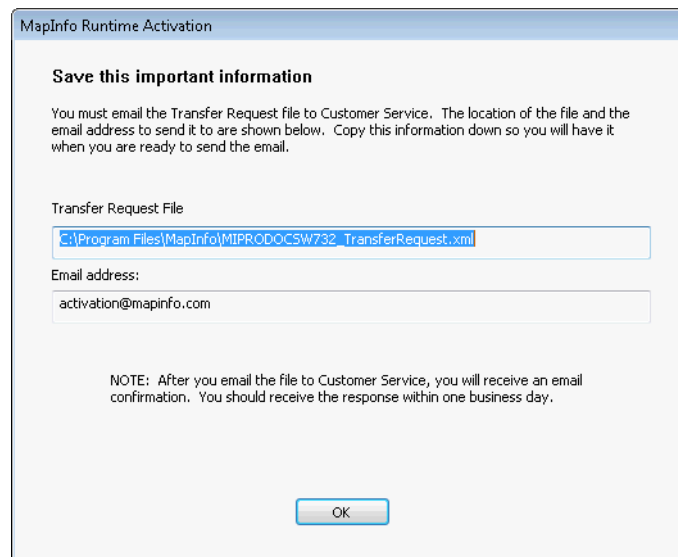 MapInfo Runtime Activation
Save this important information
You must email the Transfer Request file to Customer Service. The location of the file and the
email address to send it to are shown below. Copy this information down so you will have it
when you are ready to send the email.
Transfer Request File
C:\Program Files\MapInfo\MIPRODOCSW732_TransferRequest.xml
Email address:
activation@mapinfo.com
NOTE: After you email the file to Customer Service, you will receive an email
confirmation. You should receive the response within one business day.
OK